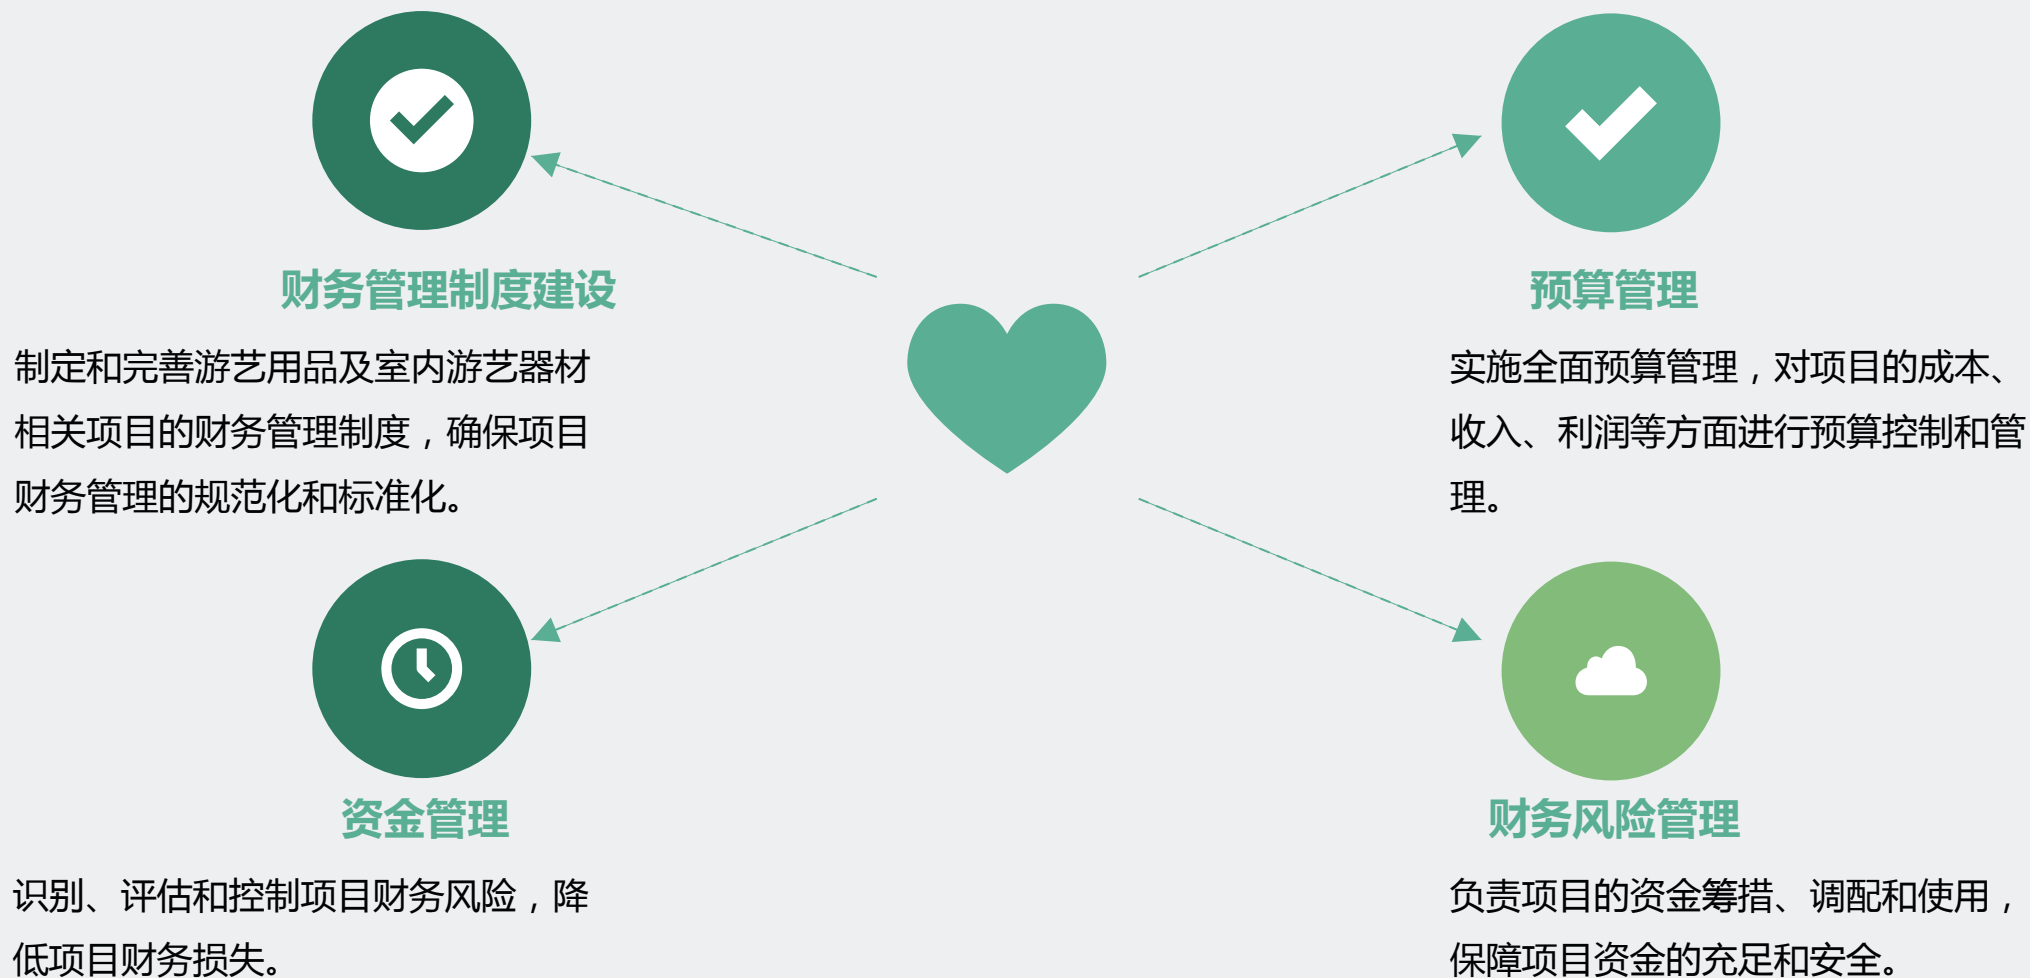 财务管理制度建设
制定和完善游艺用品及室内游艺器材
相关项目的财务管理制度，确保项目
财务管理的规范化和标准化。
预算管理
实施全面预算管理，对项目的成本、
收入、利润等方面进行预算控制和管
理。
资金管理
识别、评估和控制项目财务风险，降
低项目财务损失。
财务风险管理
负责项目的资金筹措、调配和使用，
保障项目资金的充足和安全。